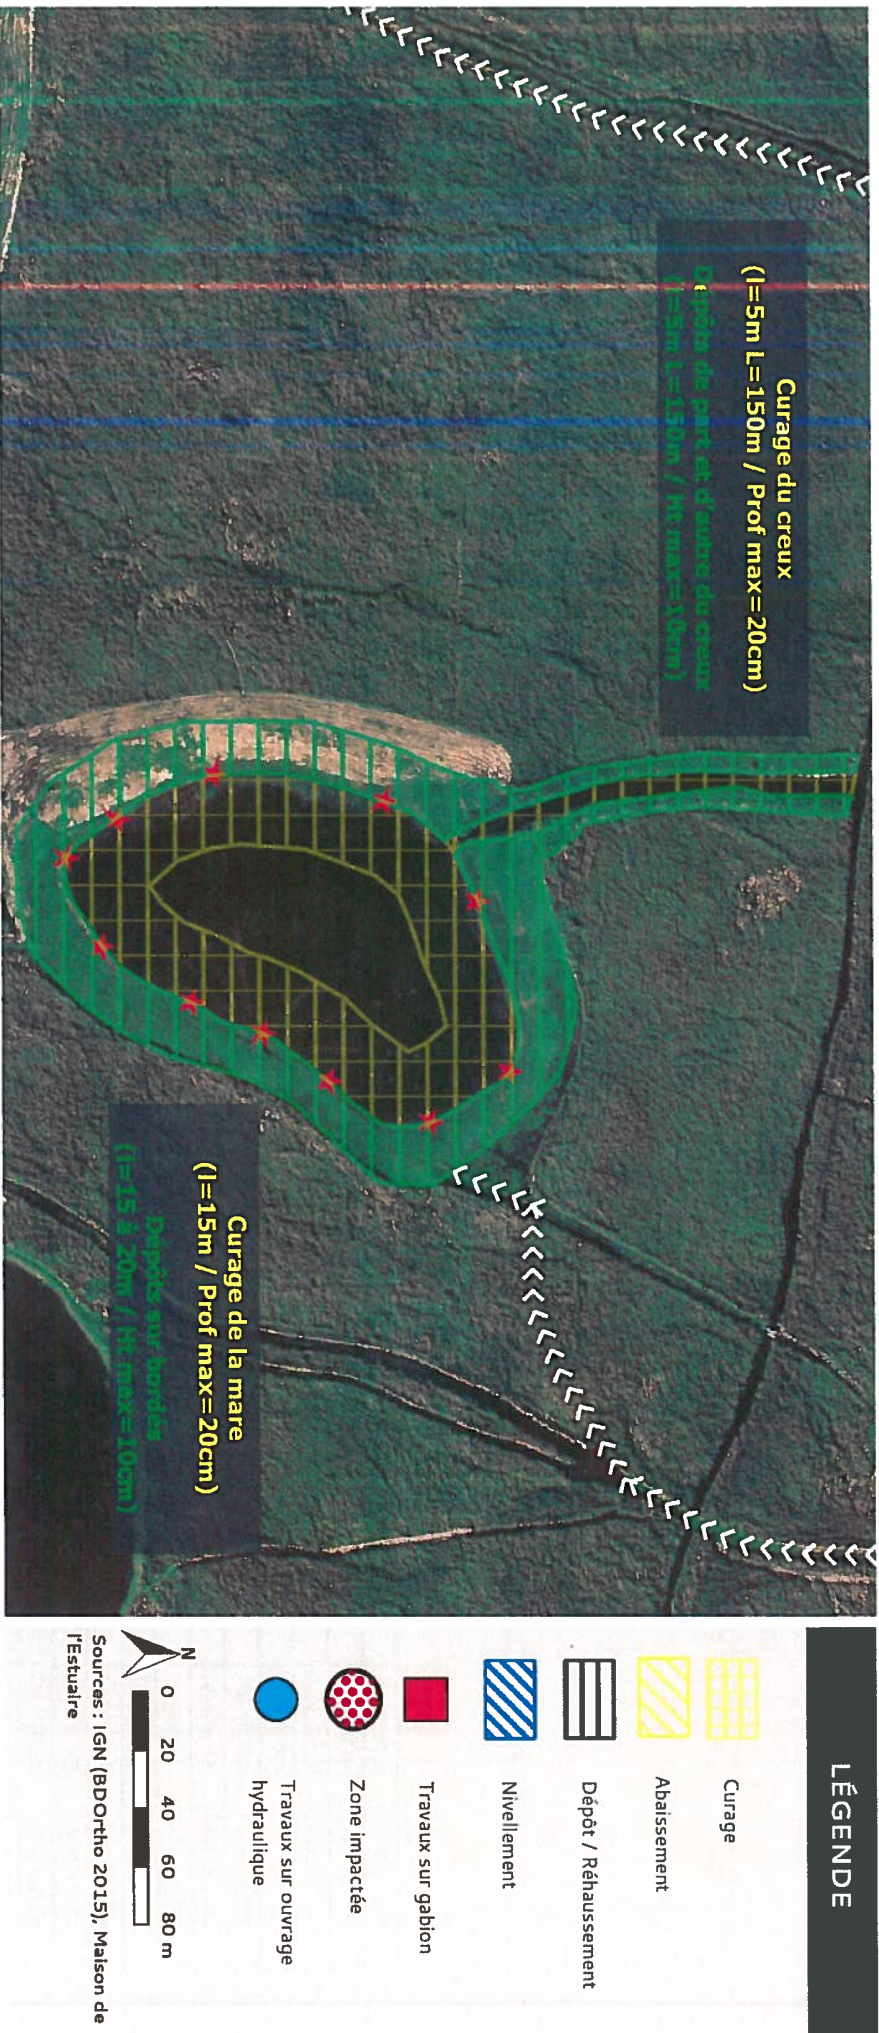 Curage du creux
(l=5m L=150m / Prof max=20cm)
Dépôts de part et d'autre du creux
(l=5m L=150m / Ht max=10cm)
Curage de la mare
(l=15m / Prof max=20cm)
Dépôts sur bordés
(l=15 à 20m / Ht max=10cm)
LÉGENDE
Curage
Abaissement
Dépôt / Réhaussement
Nivellement
Travaux sur gabion
Zone impactée
Travaux sur ouvrage
hydraulique
N
0 20 40 60 80 m
Sources : IGN (BDOrtho 2015), Maison de
l'Estuaire